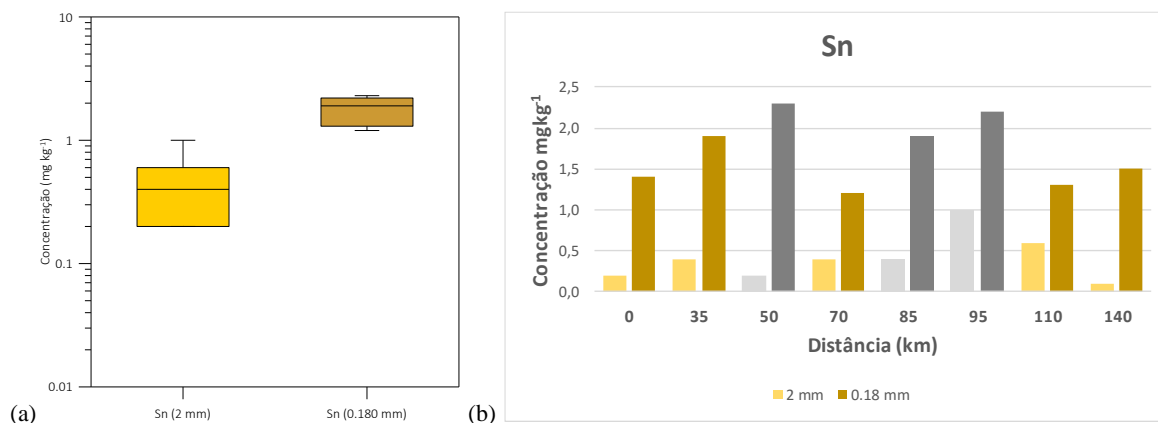 10
1
0.1
0.01
Concentração (mg kg-1)
Sn (2 mm)
Sn (0.180 mm)
(a)
Sn
2,5
2,0
1,5
1,0
0,5
0,0
Concentração mgkg-1
0 35 50 70 85 95 110 140
Distância (km)
2 mm 0.18 mm
(b)